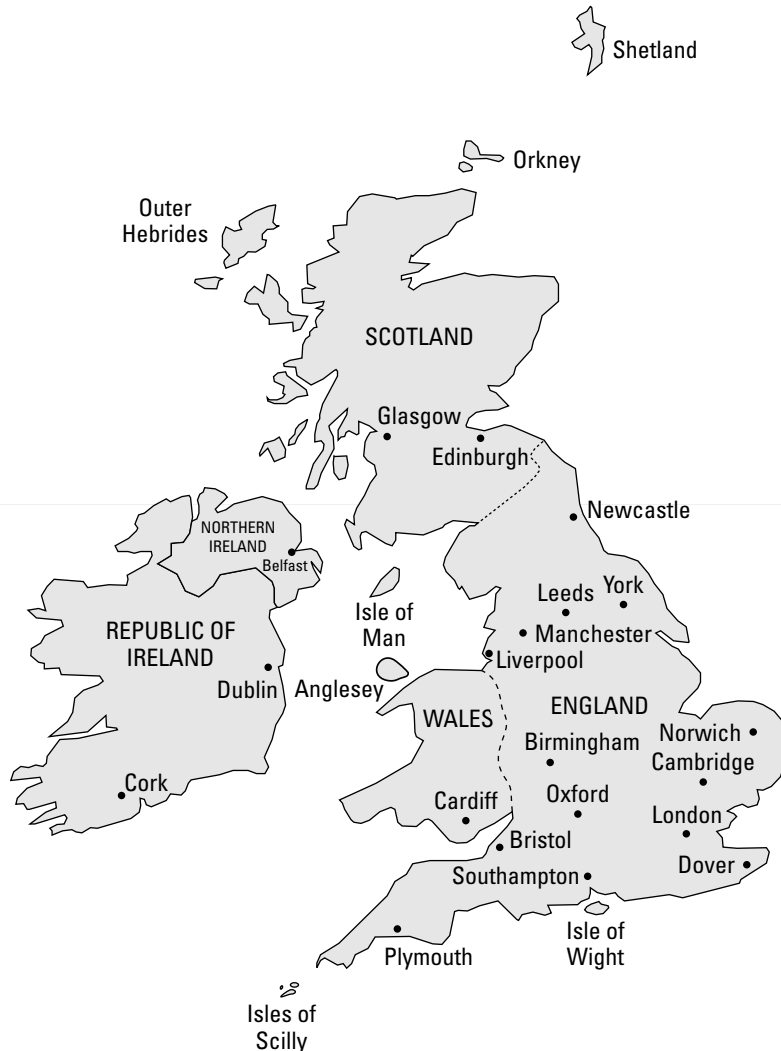 Shetland
Orkney
Outer
Hebrides
SCOTLAND
Glasgow
Edinburgh
Newcastle
NORTHERN
IRELAND
Belfast
Isle of
Man
Leeds
York
Manchester
Liverpool
REPUBLIC OF
IRELAND
Dublin
Anglesey
WALES
ENGLAND
Norwich
Birmingham
Cambridge
Cork
Cardiff
Oxford
London
Bristol
Dover
Southampton
Isle of
Wight
Plymouth
Isles of
Scilly